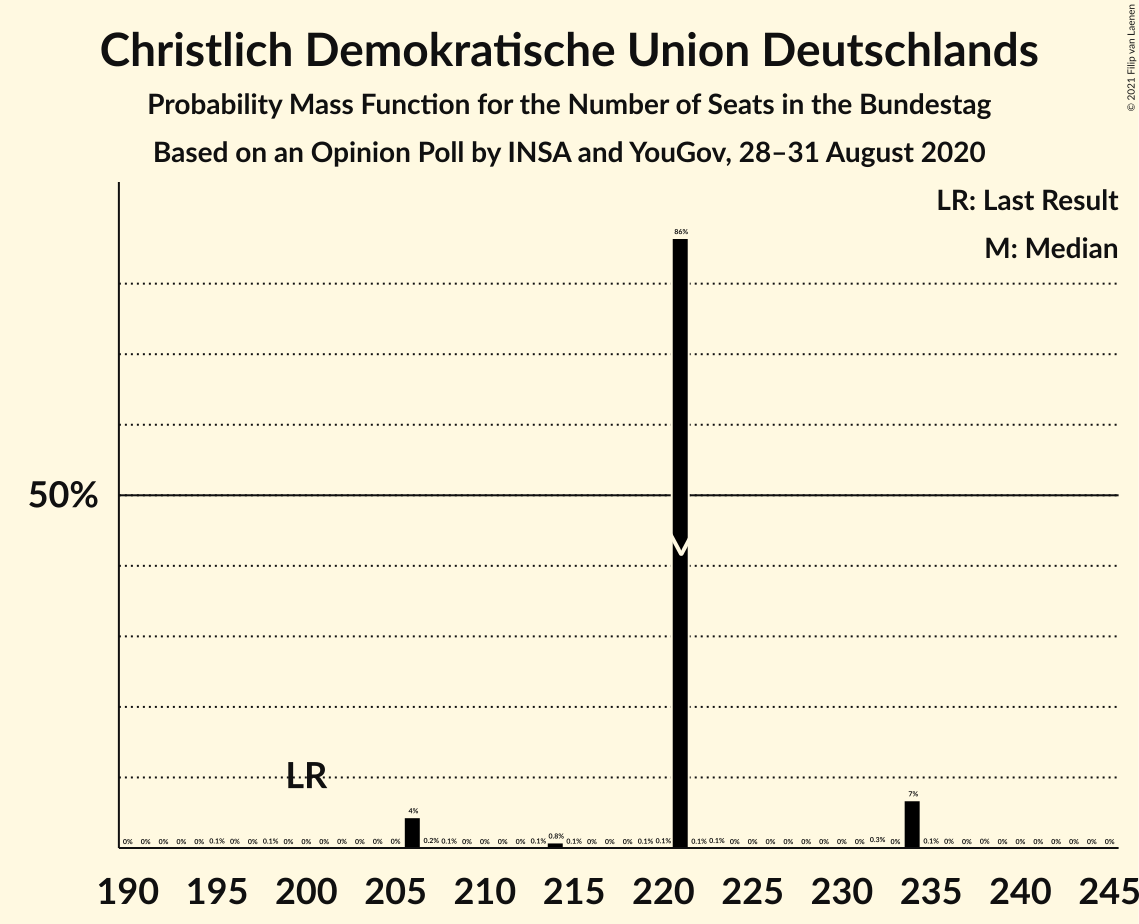 Christlich Demokratische Union Deutschlands
Probability Mass Function for the Number of Seats in the Bundestag
Based on an Opinion Poll by INSA and YouGov, 28–31 August 2020
© 2021 Filip van Laenen
LR: Last Result
M: Median
86%
50%
LR
0% 0% 0% 0% 0% 0.1% 0% 0% 0.1% 0% 0% 0% 0% 0% 0% 0% 4% 0.2% 0.1% 0% 0% 0% 0% 0.1% 0.8% 0.1% 0% 0% 0% 0.1% 0.1% 0.1% 0.1% 0% 0% 0% 0% 0% 0% 0% 0% 0.3% 0% 7% 0.1% 0% 0% 0% 0% 0% 0% 0% 0% 0% 0%
190 195 200 205 210 215 220 225 230 235 240 245